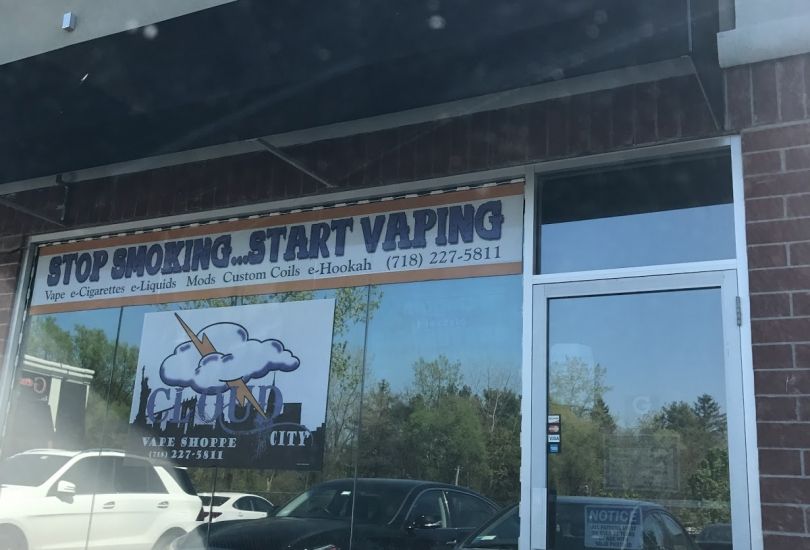 STOP SMOKING...START VAPING
Vape e-Cigarettes e-Liquids Mods Custom Coils e-Hookah (718) 227-5811
CLOUD
CITY
VAPE SHOPPE
(718) 227-5811
VISA
NOTICE